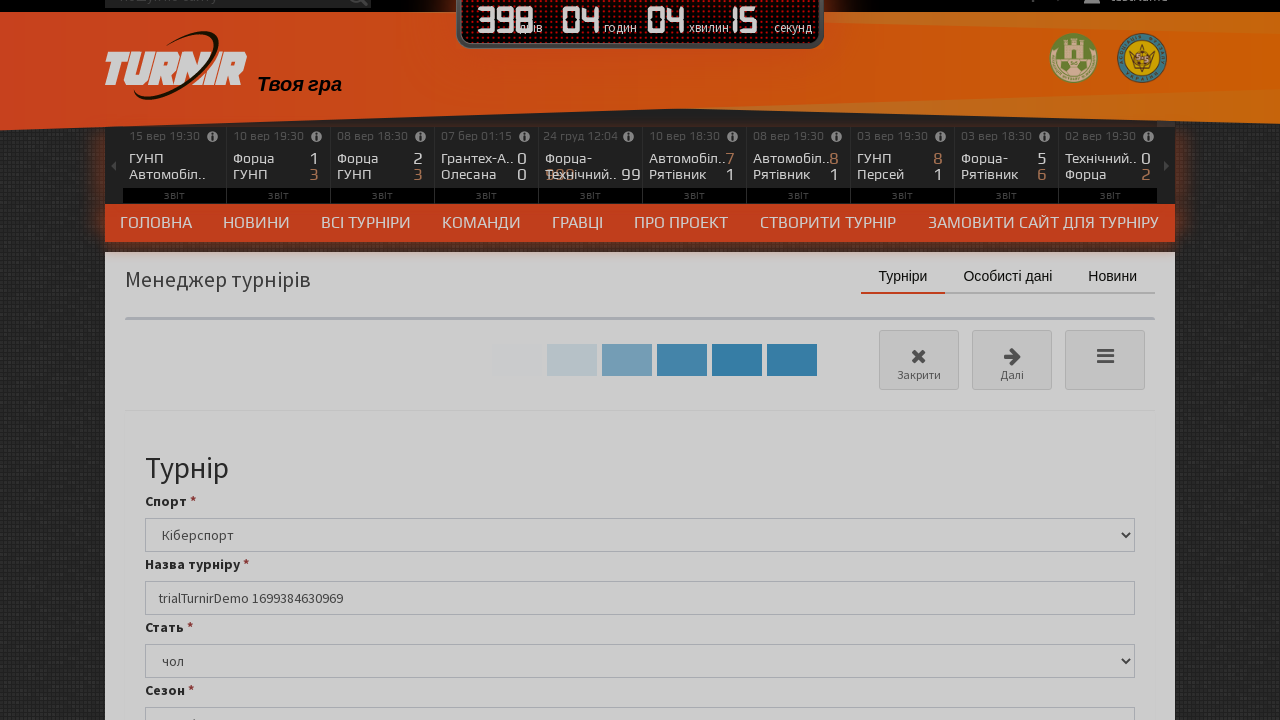 398 днів 04 годин 04 хвилин 15 секунд
TURNIR Твоя гра
15 вер 19:30 10 вер 19:30 08 вер 18:30 07 бер 01:15 24 груд 12:04 10 вер 18:30 08 вер 19:30 03 вер 19:30 03 вер 18:30 02 вер 19:30
ГУНП Форца 1 Форца 2 Грантех-А.. 0 Форца- Автомобіл.. 7 Автомобіл.. 8 ГУНП 8 Форца- 5 Технічний.. 0
Автомобіл.. ГУНП 3 ГУНП 3 Олесана 0 Технічний.. 99 Рятівник 1 Рятівник 1 Персей 1 Рятівник 6 Форца 2
звіт звіт звіт звіт звіт звіт звіт звіт звіт звіт
ГОЛОВНА НОВИНИ ВСІ ТУРНІРИ КОМАНДИ ГРАВЦІ ПРО ПРОЕКТ СТВОРИТИ ТУРНІР ЗАМОВИТИ САЙТ ДЛЯ ТУРНІРУ
Менеджер турнірів Турніри Особисті дані Новини
Закрити Далі
Турнір
Спорт *
Кіберспорт
Назва турніру *
trialTurnirDemo 1699384630969
Стать *
чол
Сезон *